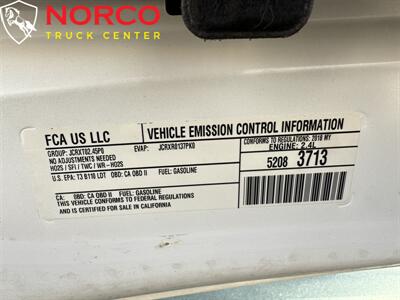 NORCO
TRUCK CENTER
FCA US LLC
VEHICLE EMISSION CONTROL INFORMATION
GROUP: JCRXT02.45P0 EVAP: JCRXR0137PK0 CONFORMS TO REGULATIONS: 2018 MY
NO ADJUSTMENTS NEEDED ENGINE: 2.4L
HO2S / SFI / TWC / WR-HO2S 5208 3713
U.S. EPA: T3 B110 LDT OBD: CA OBD II FUEL: GASOLINE
CA: OBD: CA OBD II FUEL: GASOLINE
THIS VEHICLE CONFORMS TO FEDERAL REGULATIONS
AND IS CERTIFIED FOR SALE IN CALIFORNIA